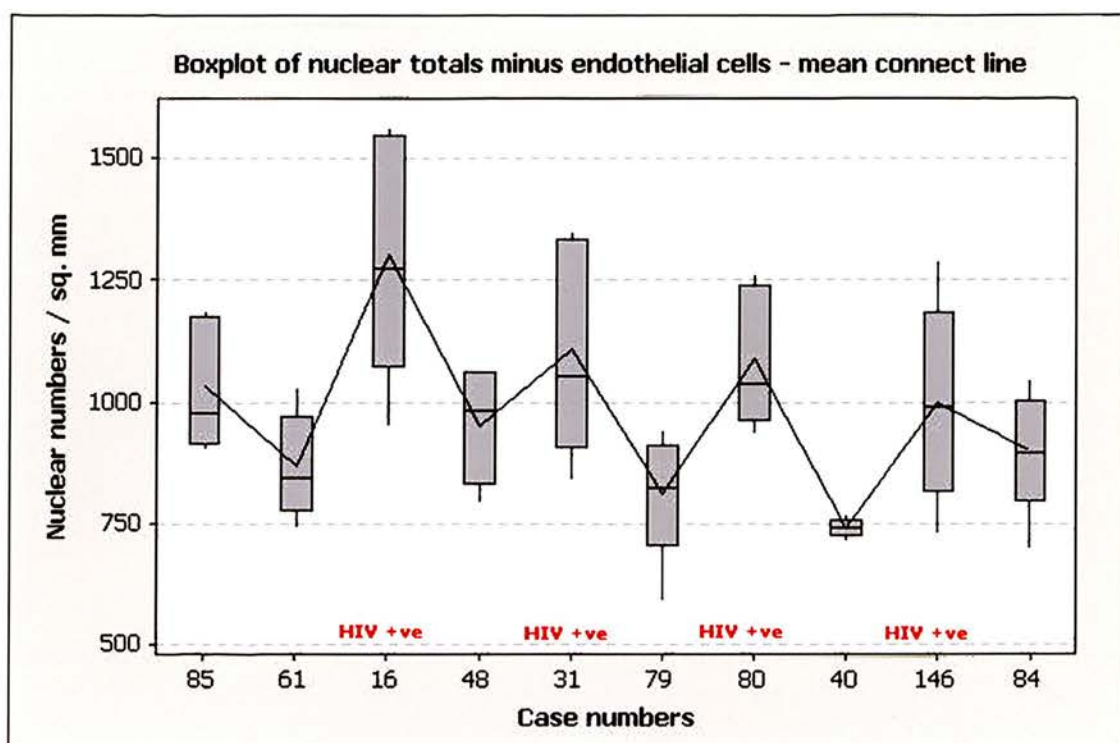 Boxplot of nuclear totals minus endothelial cells - mean connect line
Nuclear numbers / sq. mm
1500
1250
1000
750
500
HIV +ve HIV +ve HIV +ve HIV +ve
85 61 16 48 31 79 80 40 146 84
Case numbers